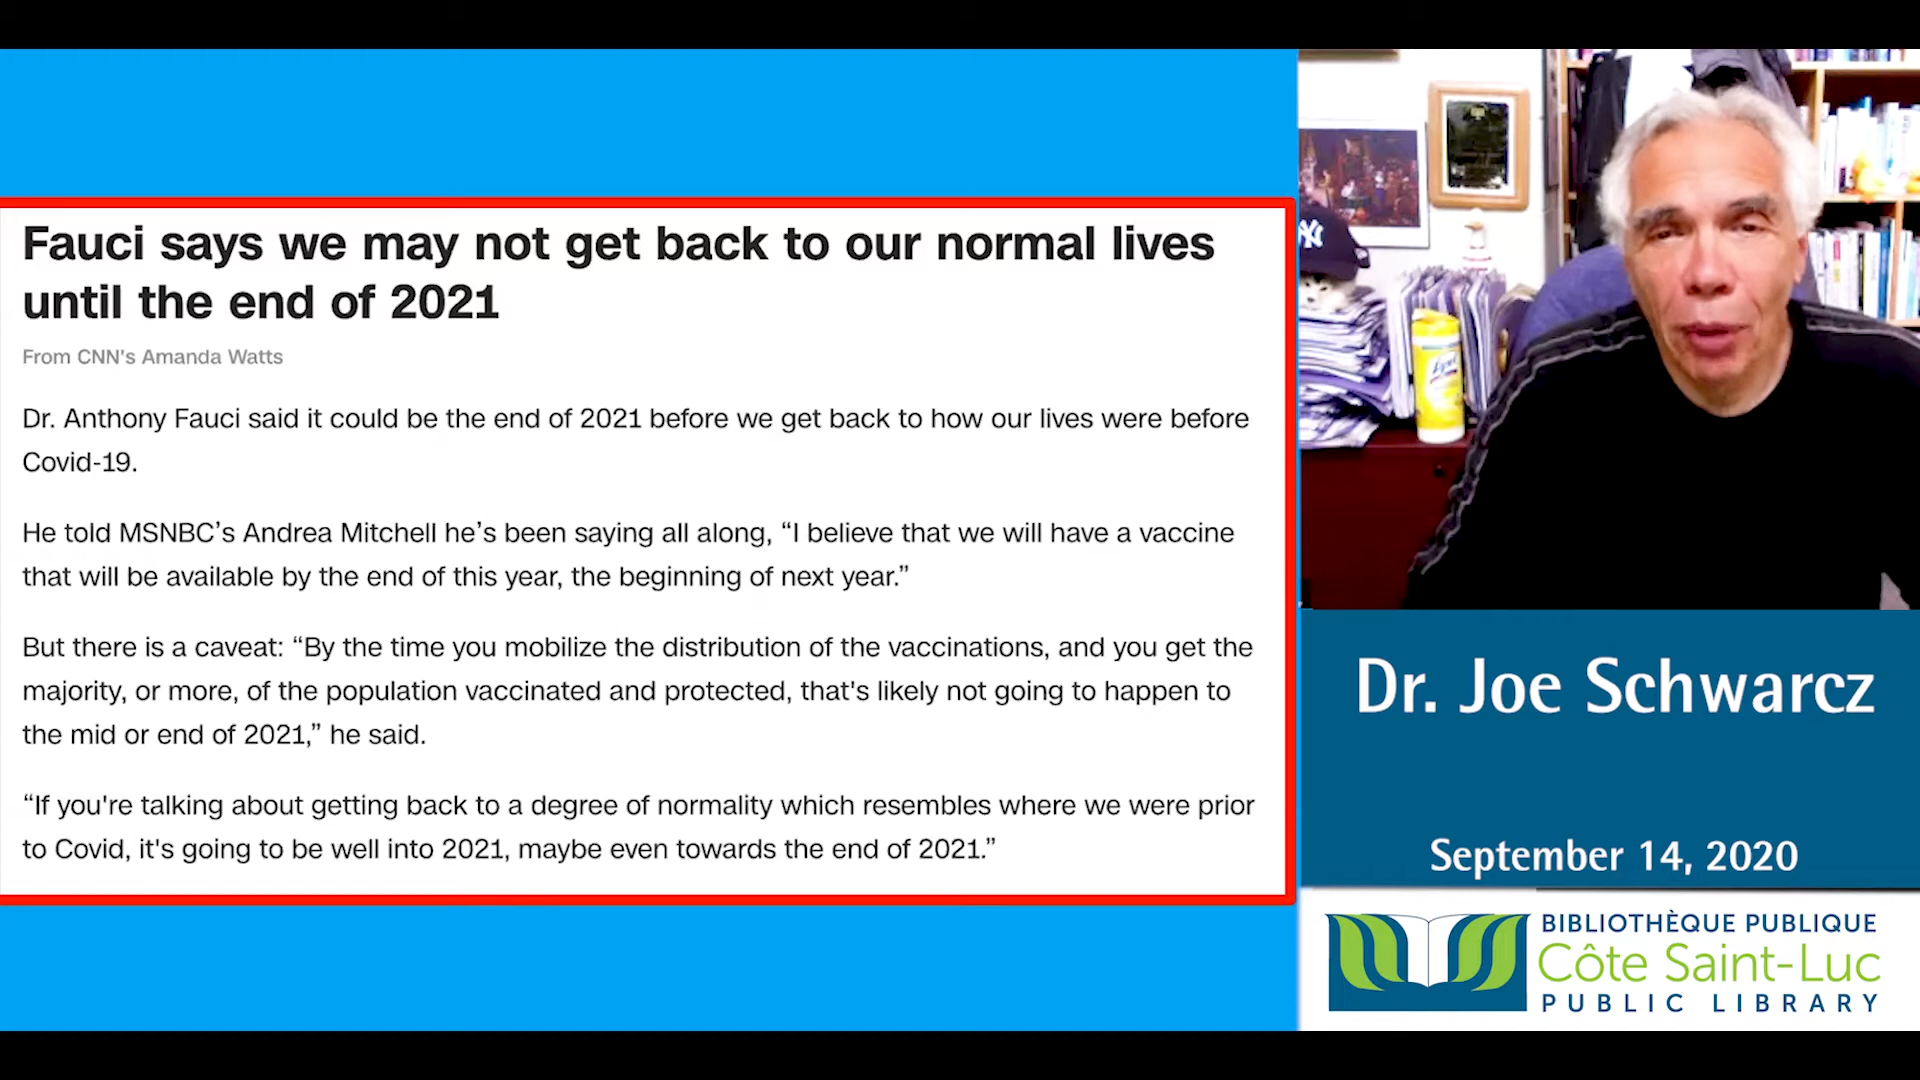 Fauci says we may not get back to our normal lives
until the end of 2021
From CNN's Amanda Watts
Dr. Anthony Fauci said it could be the end of 2021 before we get back to how our lives were before
Covid-19.
He told MSNBC’s Andrea Mitchell he’s been saying all along, “I believe that we will have a vaccine
that will be available by the end of this year, the beginning of next year.”
But there is a caveat: “By the time you mobilize the distribution of the vaccinations, and you get the
majority, or more, of the population vaccinated and protected, that's likely not going to happen to
the mid or end of 2021,” he said.
“If you're talking about getting back to a degree of normality which resembles where we were prior
to Covid, it's going to be well into 2021, maybe even towards the end of 2021.”
NY
Lysol
Dr. Joe Schwarcz
September 14, 2020
BIBLIOTHÈQUE PUBLIQUE
Côte Saint-Luc
PUBLIC LIBRARY